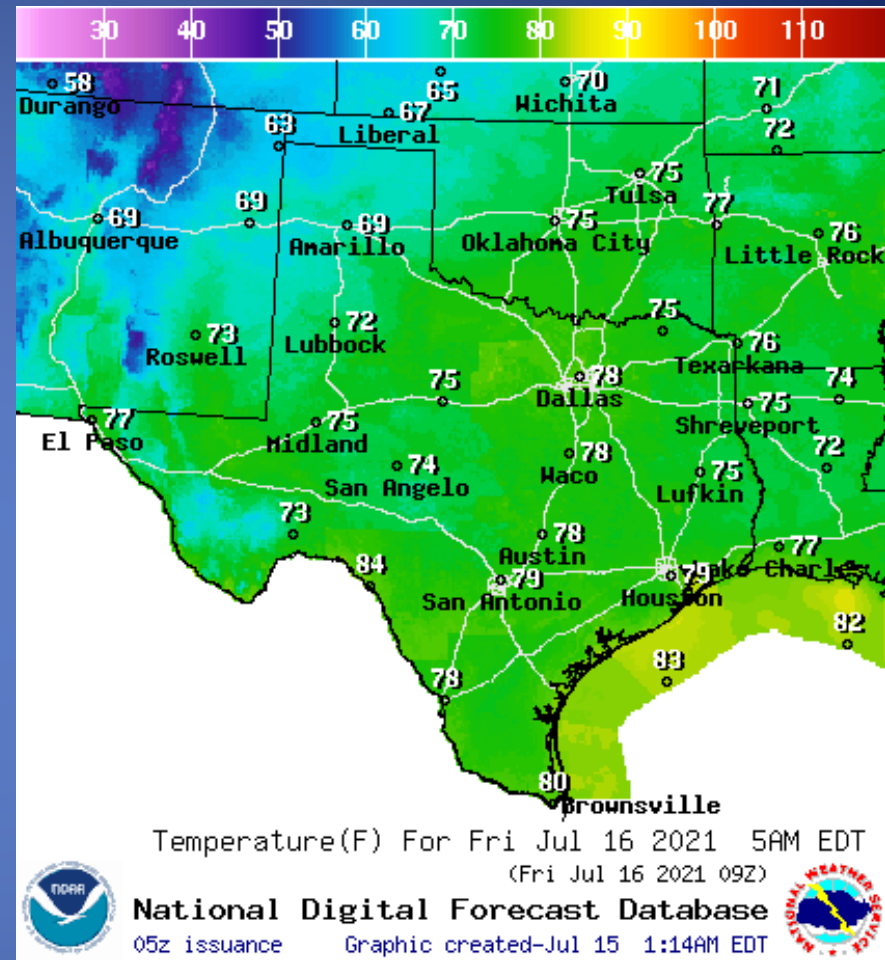 30 40 50 60 70 80 90 100 110
58
Durango
65
67
Liberal
70
Wichita
71
72
63
75
Tulsa
69
Albuquerque
69
69
Amarillo
75
Oklahoma City
77
76
Little Rock
73
Roswell
72
Lubbock
75
76
Texarkana
78
Dallas
75
74
75
Shreveport
77
El Paso
75
Midland
74
San Angelo
78
Waco
75
Lufkin
72
73
78
Austin
77
Lake Charles
84
79
San Antonio
79
Houston
82
83
78
80
Brownsville
Temperature(F) For Fri Jul 16 2021 5AM EDT
(Fri Jul 16 2021 09Z)
National Digital Forecast Database
05z issuance Graphic created-Jul 15 1:14AM EDT
NOAA
NATIONAL WEATHER SERVICE